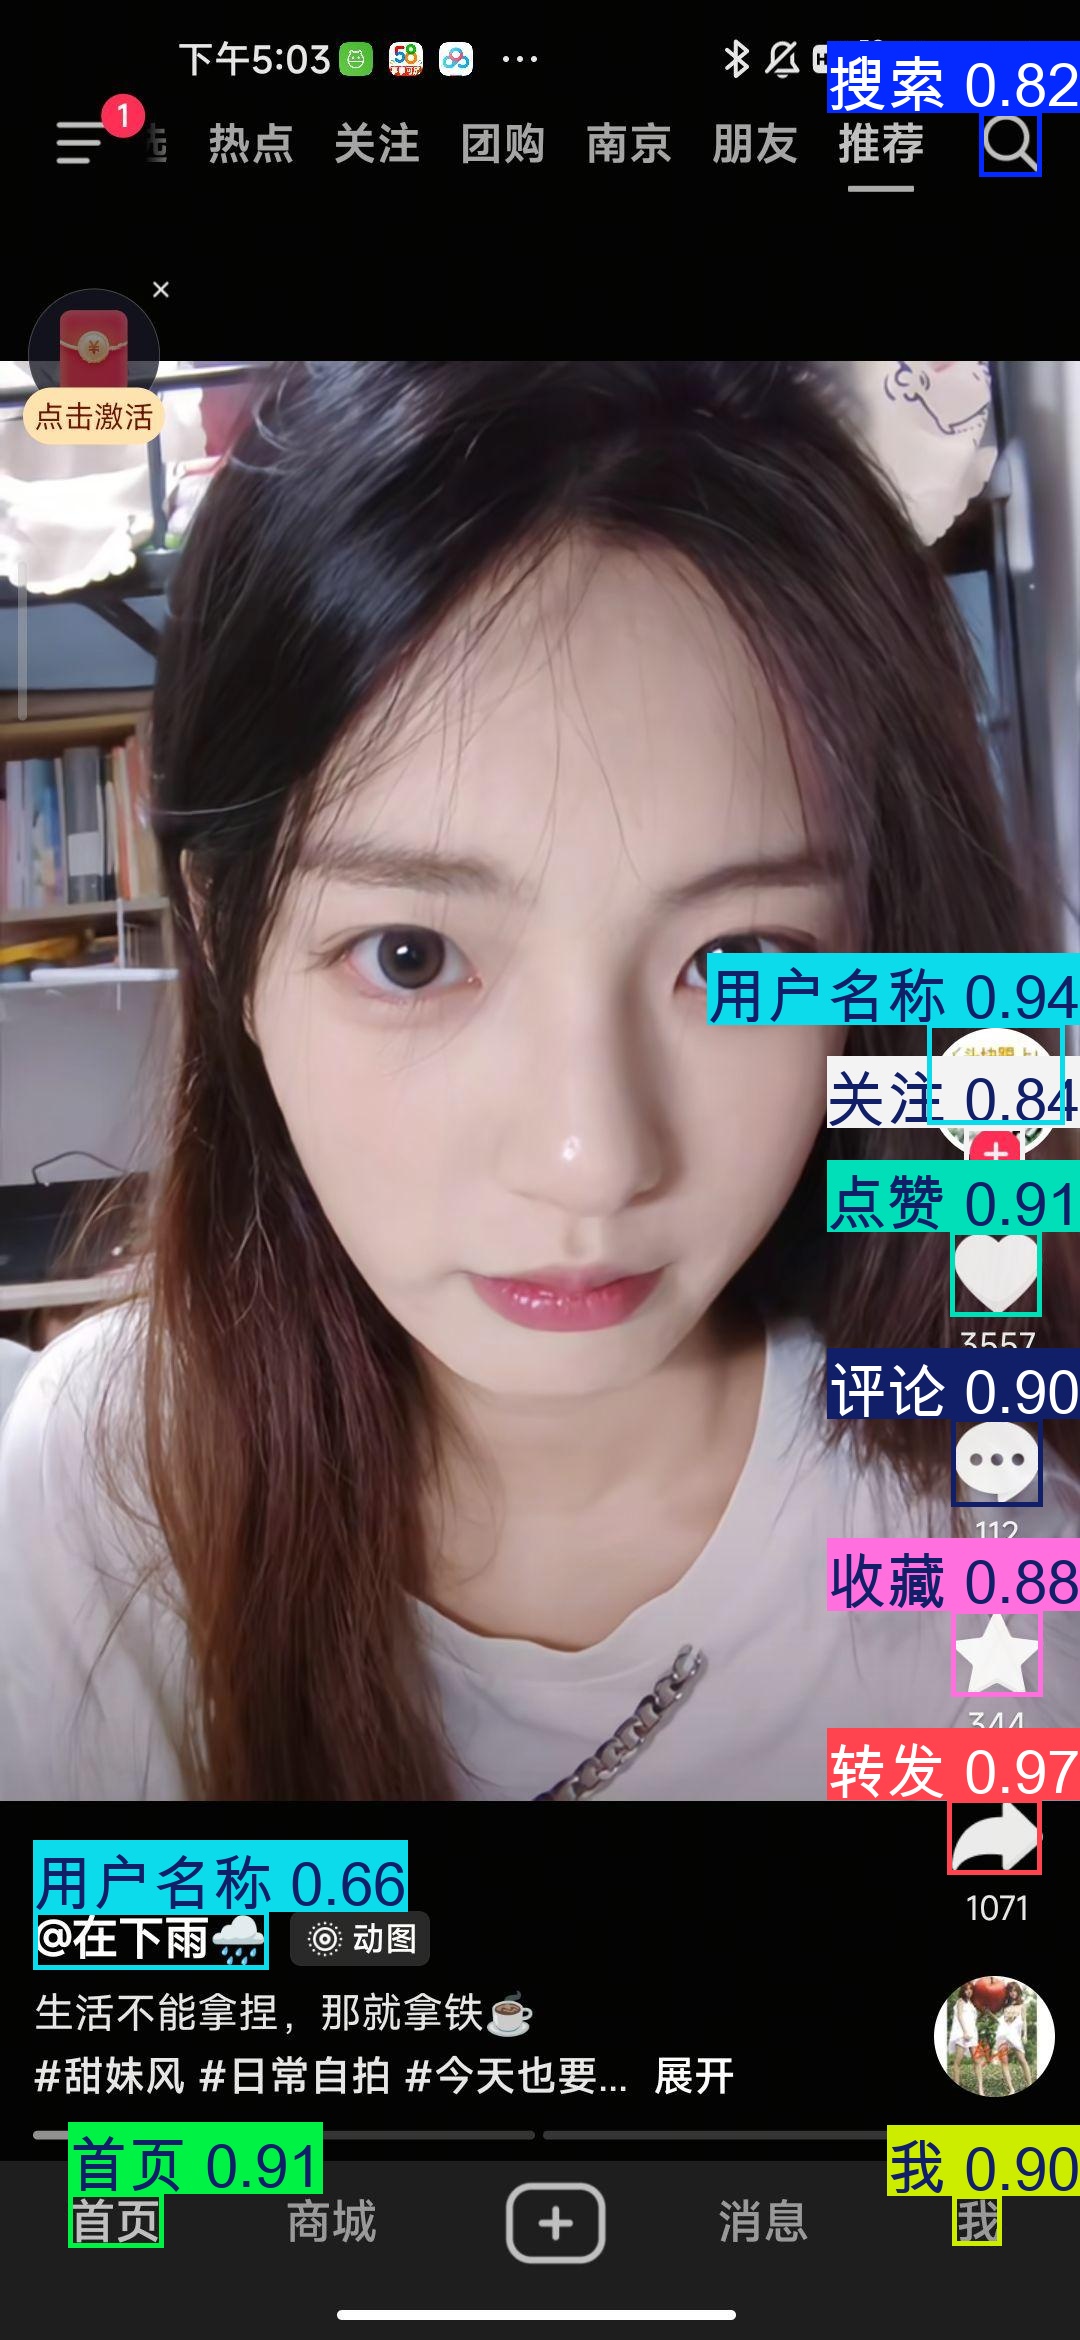 下午5:03
58
搜索 0.82
1
热点 关注 团购 南京 朋友 推荐
点击激活
用户名称 0.94
关注 0.84
点赞 0.91
3557
评论 0.90
112
收藏 0.88
344
转发 0.97
1071
用户名称 0.66
@在下雨🌧️
动图
生活不能拿捏，那就拿铁☕
#甜妹风 #日常自拍 #今天也要... 展开
首页 0.91
我 0.90
首页 商城 消息 我